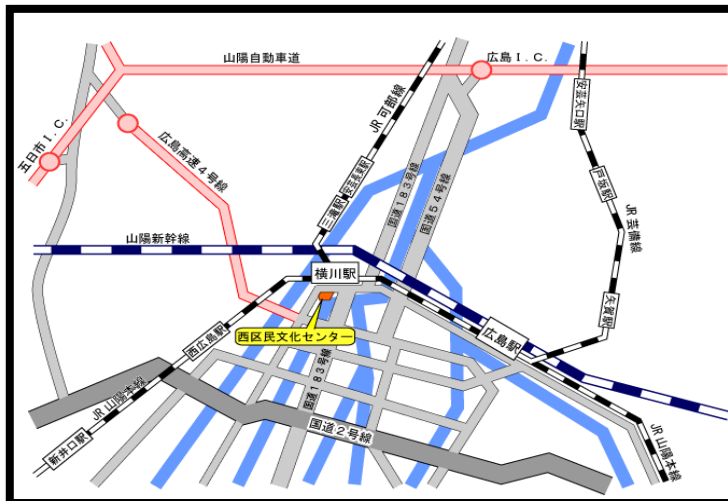 山陽自動車道
広島Ｉ.Ｃ.
五日市Ｉ.Ｃ.
広島高速４号線
JR可部線
安芸長束駅
三滝駅
国道１８３号線
国道５４号線
安芸矢口駅
戸坂駅
JR芸備線
矢賀駅
山陽新幹線
横川駅
西区民文化センター
西広島駅
広島駅
国道１８３号線
JR山陽本線
新井口駅
国道２号線
JR山陽本線